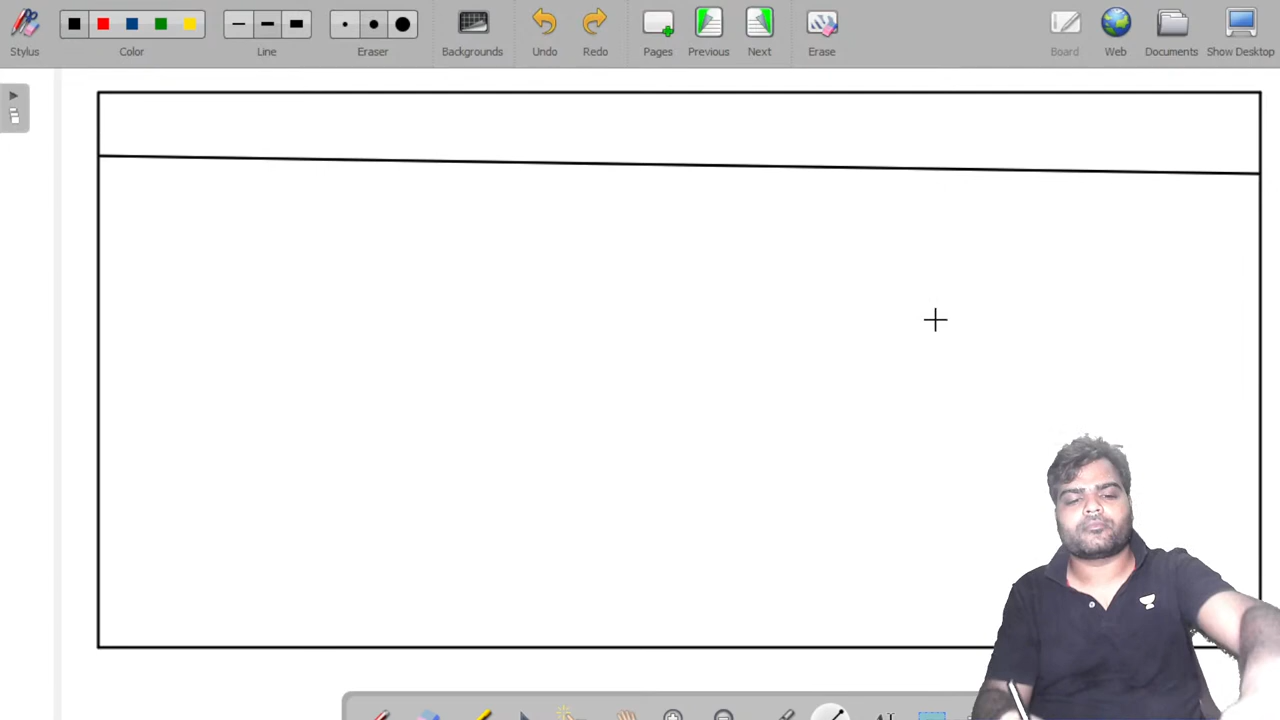 Stylus
Color
Line
Eraser
Backgrounds
Undo
Redo
Pages
Previous
Next
Erase
Board
Web
Documents
Show Desktop